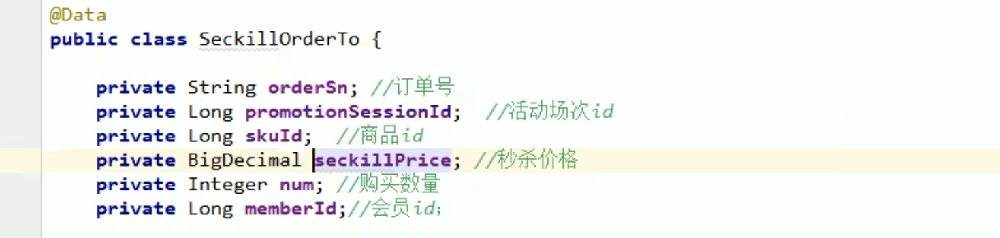 @Data
public class SeckillOrderTo {
private String orderSn; //订单号
private Long promotionSessionId; //活动场次id
private Long skuId; //商品id
private BigDecimal seckillPrice; //秒杀价格
private Integer num; //购买数量
private Long memberId;//会员id;